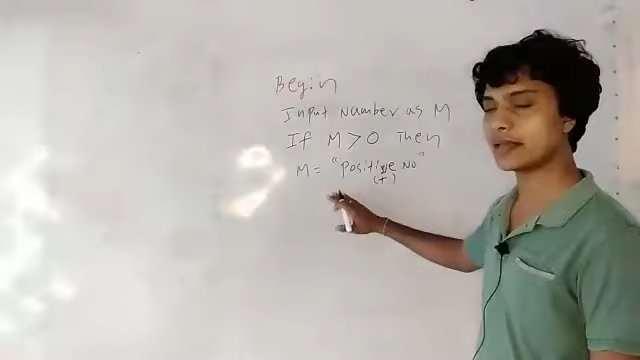 Begin
Input Number as M
If M > 0 Then
M = "Positive No"
(+)